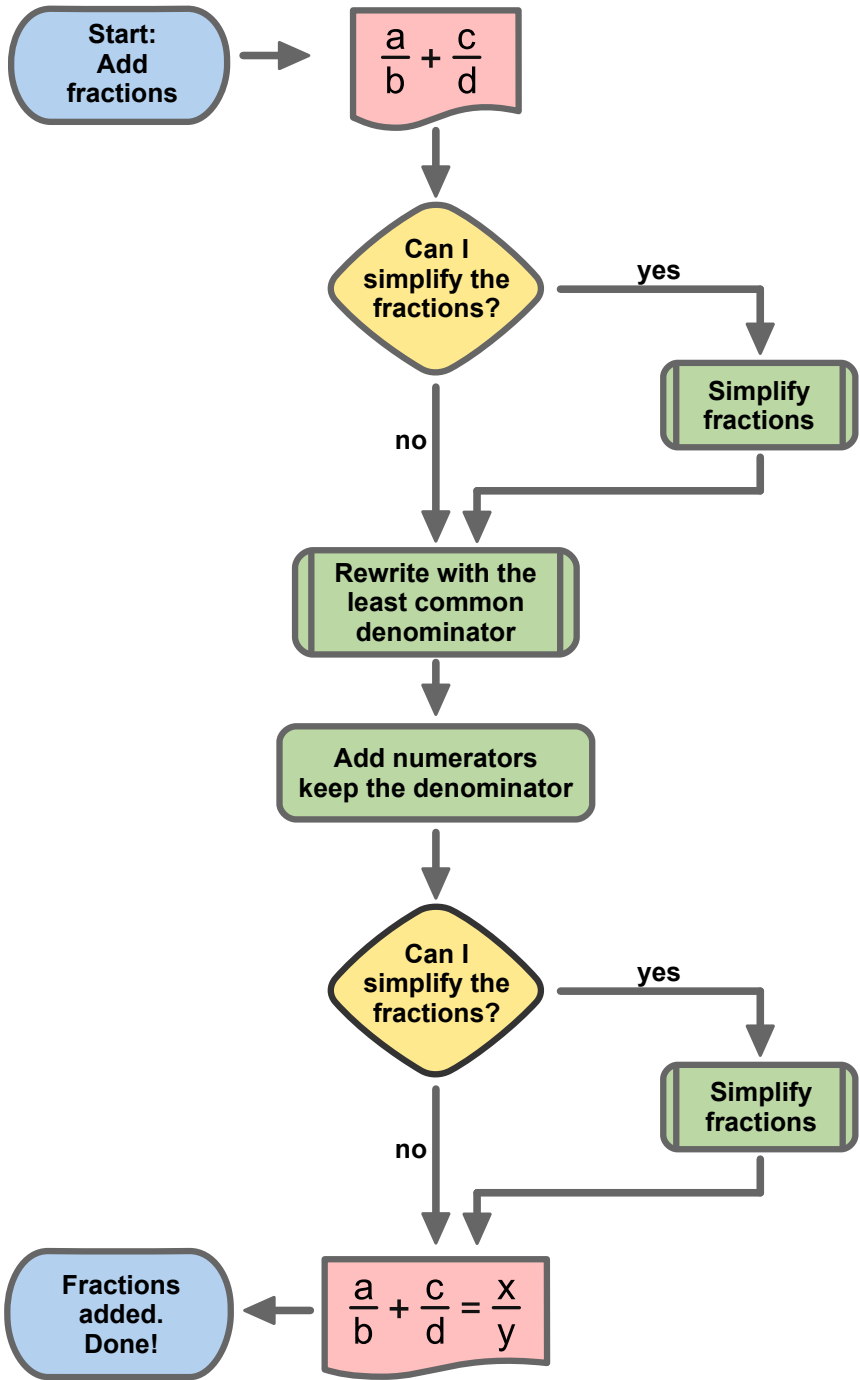 Start:
Add
fractions
a/b + c/d
Can I
simplify the
fractions?
yes
Simplify
fractions
no
Rewrite with the
least common
denominator
Add numerators
keep the denominator
Can I
simplify the
fractions?
yes
Simplify
fractions
no
a/b + c/d = x/y
Fractions
added.
Done!